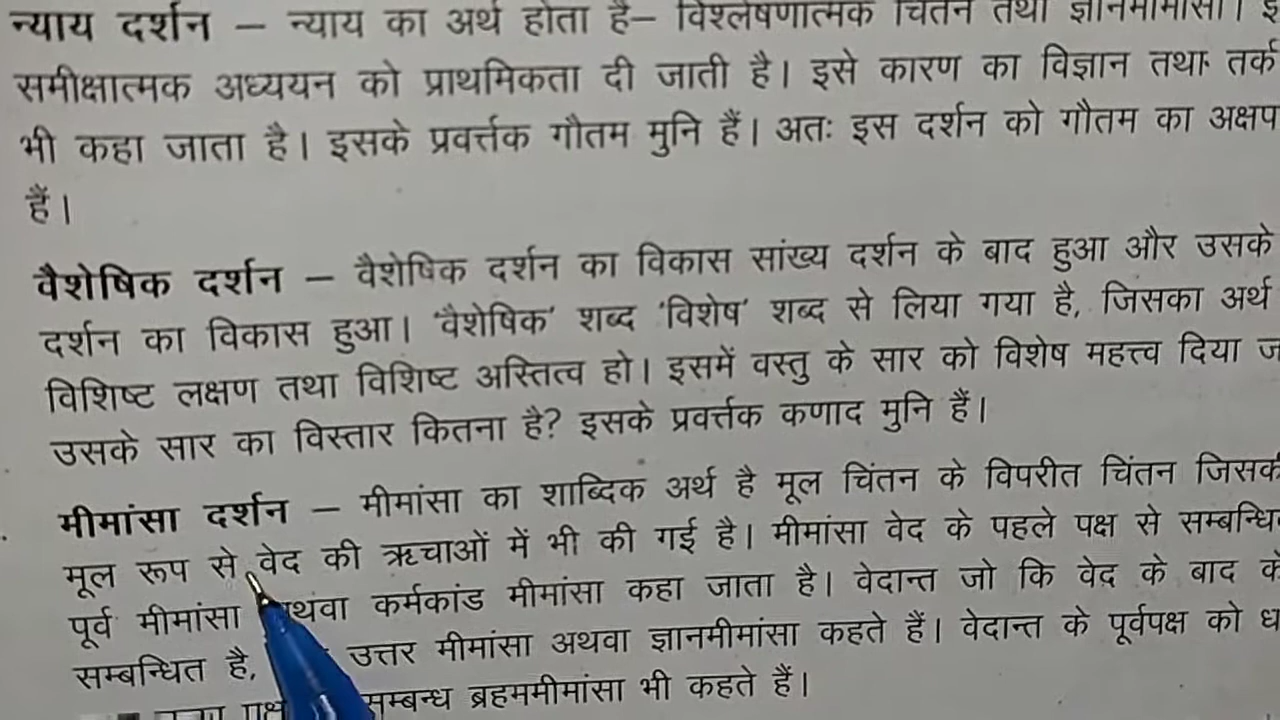 न्याय दर्शन – न्याय का अर्थ होता है– विश्लेषणात्मक चिंतन तथा ज्ञानमीमांसा।
समीक्षात्मक अध्ययन को प्राथमिकता दी जाती है। इसे कारण का विज्ञान तथा तर्क
भी कहा जाता है। इसके प्रवर्त्तक गौतम मुनि हैं। अतः इस दर्शन को गौतम का अक्षप
हैं।
वैशेषिक दर्शन – वैशेषिक दर्शन का विकास सांख्य दर्शन के बाद हुआ और उसके
दर्शन का विकास हुआ। 'वैशेषिक' शब्द 'विशेष' शब्द से लिया गया है, जिसका अर्थ
विशिष्ट लक्षण तथा विशिष्ट अस्तित्व हो। इसमें वस्तु के सार को विशेष महत्त्व दिया
उसके सार का विस्तार कितना है? इसके प्रवर्त्तक कणाद मुनि हैं।
मीमांसा दर्शन – मीमांसा का शाब्दिक अर्थ है मूल चिंतन के विपरीत चिंतन
मूल रूप से वेद की ऋचाओं में भी की गई है। मीमांसा वेद के पहले पक्ष से
पूर्व मीमांसा कर्मकांड मीमांसा कहा जाता है। वेदान्त जो कि वेद के बाद
सम्बन्धित है, उत्तर मीमांसा अथवा ज्ञानमीमांसा कहते हैं। वेदान्त के पूर्वपक्ष को
सम्बन्ध ब्रहममीमांसा भी कहते हैं।